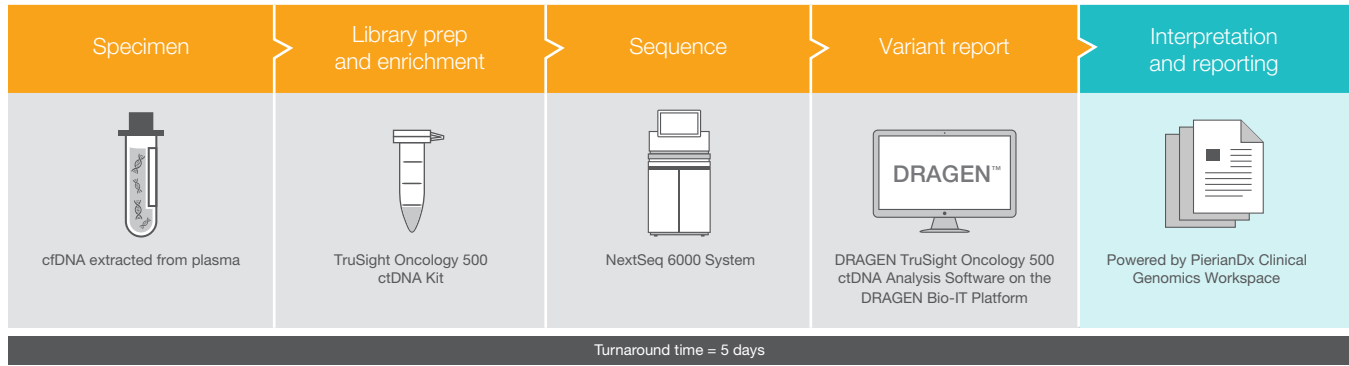 Specimen
Library prep
and enrichment
Sequence
Variant report
Interpretation
and reporting
DRAGEN™
cfDNA extracted from plasma
TruSight Oncology 500
ctDNA Kit
NextSeq 6000 System
DRAGEN TruSight Oncology 500
ctDNA Analysis Software on the
DRAGEN Bio-IT Platform
Powered by PierianDx Clinical
Genomics Workspace
Turnaround time = 5 days